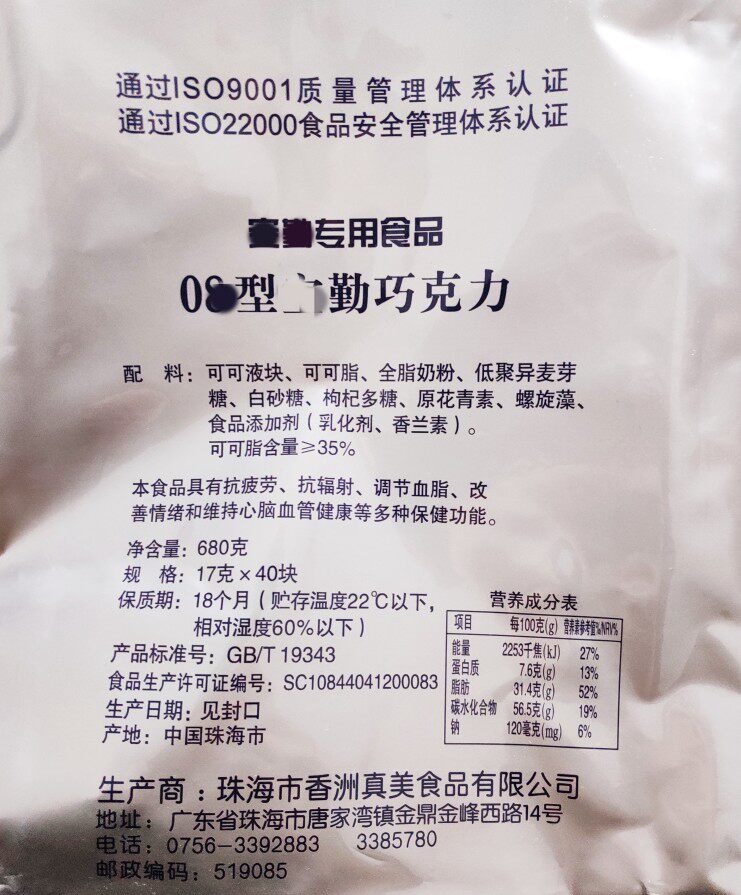 通过ISO9001质量管理体系认证
通过ISO22000食品安全管理体系认证
专用食品
0型勤巧克力
配 料：可可液块、可可脂、全脂奶粉、低聚异麦芽
糖、白砂糖、枸杞多糖、原花青素、螺旋藻、
食品添加剂（乳化剂、香兰素）。
可可脂含量≥35%
本食品具有抗疲劳、抗辐射、调节血脂、改
善情绪和维持心脑血管健康等多种保健功能。
净含量：680克
规 格：17克×40块
保质期：18个月（贮存温度22℃以下，
相对湿度60%以下）
产品标准号：GB/T 19343
食品生产许可证编号：SC10844041200083
生产日期：见封口
产地：中国珠海市
营养成分表
项目 每100克(g) 营养素参考值%NRV%
能量 2253千焦(kJ) 27%
蛋白质 7.6克(g) 13%
脂肪 31.4克(g) 52%
碳水化合物 56.5克(g) 19%
钠 120毫克(mg) 6%
生产商：珠海市香洲真美食品有限公司
地址：广东省珠海市唐家湾镇金鼎金峰西路14号
电话：0756-3392883 3385780
邮政编码：519085